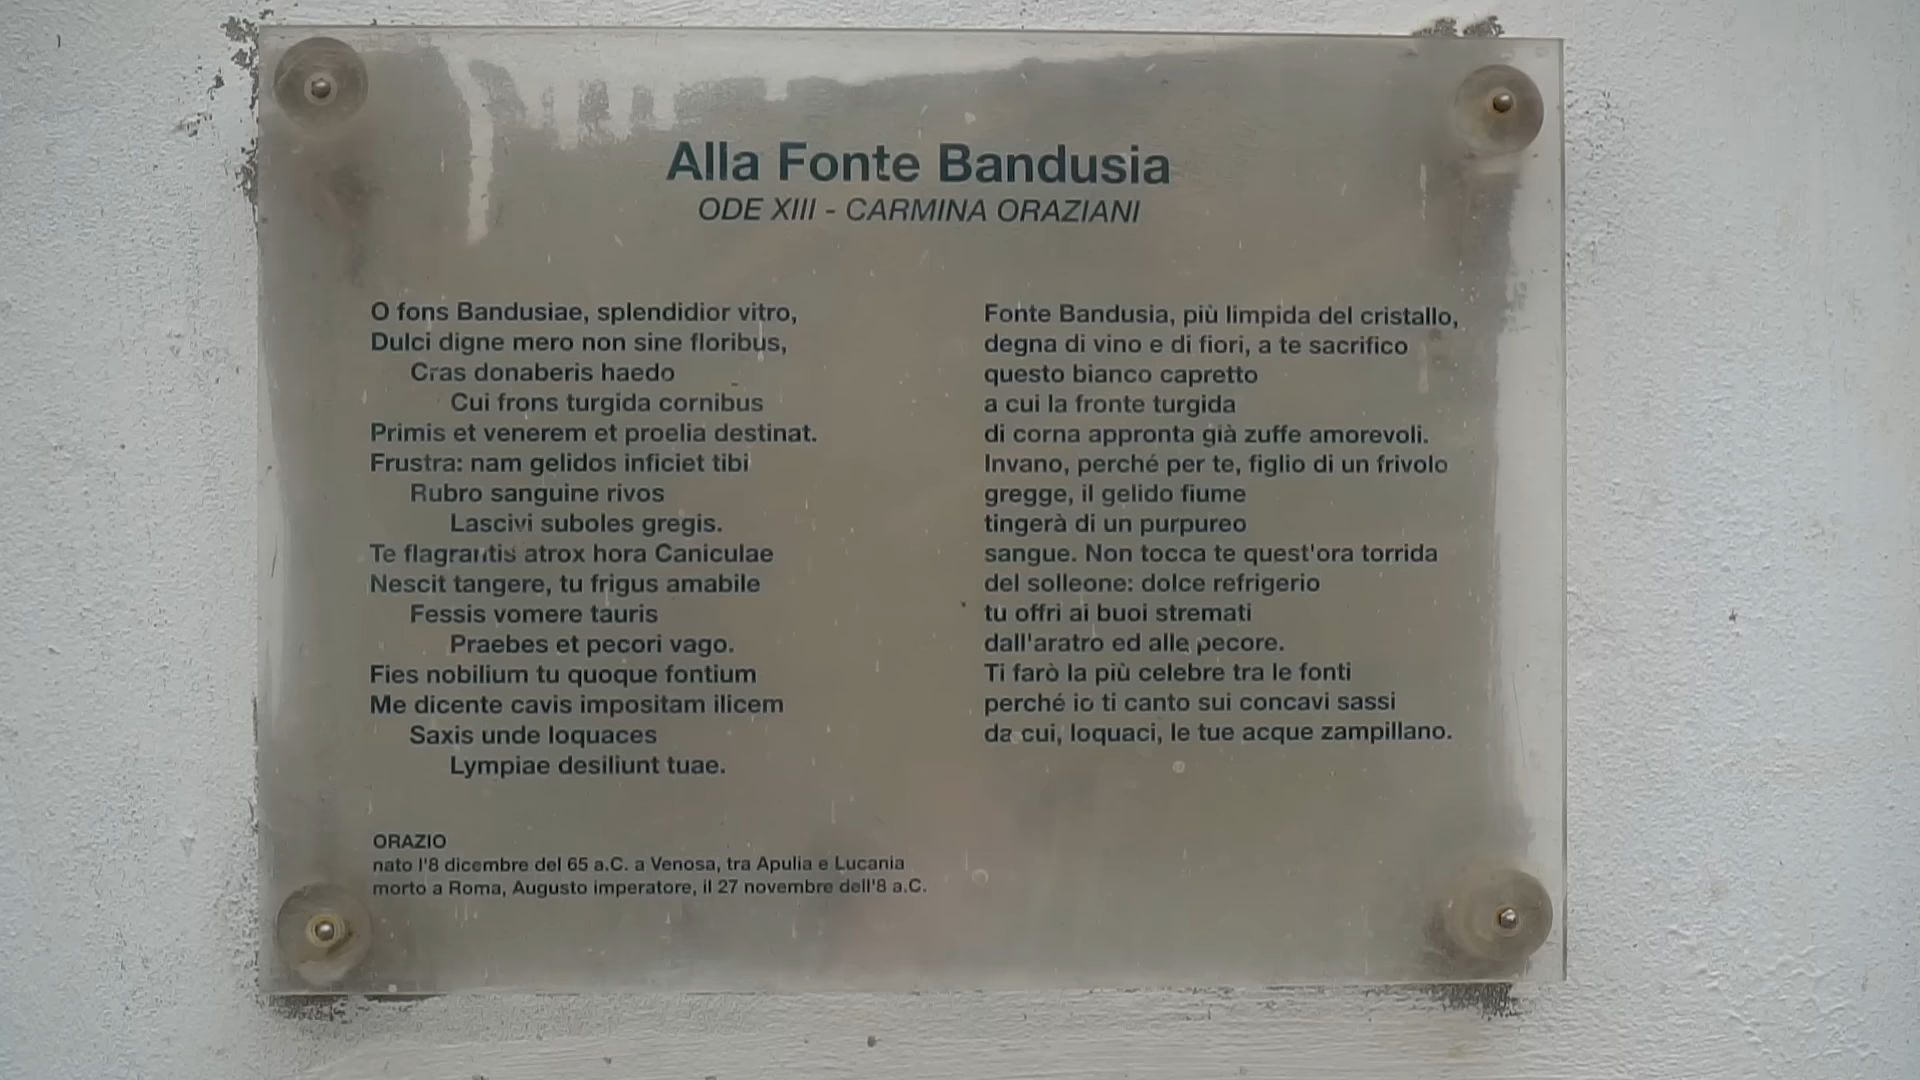 Alla Fonte Bandusia
ODE XIII - CARMINA ORAZIANI
O fons Bandusiae, splendidior vitro,
Dulci digne mero non sine floribus,
Cras donaberis haedo
Cui frons turgida cornibus
Primis et venerem et proelia destinat.
Frustra: nam gelidos inficiet tibi
Rubro sanguine rivos
Lascivi suboles gregis.
Te flagrantis atrox hora Caniculae
Nescit tangere, tu frigus amabile
Fessis vomere tauris
Praebes et pecori vago.
Fies nobilium tu quoque fontium
Me dicente cavis impositam ilicem
Saxis unde loquaces
Lympiae desiliunt tuae.
Fonte Bandusia, più limpida del cristallo,
degna di vino e di fiori, a te sacrifico
questo bianco capretto
a cui la fronte turgida
di corna appronta già zuffe amorevoli.
Invano, perché per te, figlio di un frivolo
gregge, il gelido fiume
tingerà di un purpureo
sangue. Non tocca te quest'ora torrida
del solleone: dolce refrigerio
tu offri ai buoi stremati
dall'aratro ed alle pecore.
Ti farò la più celebre tra le fonti
perché io ti canto sui concavi sassi
da cui, loquaci, le tue acque zampillano.
ORAZIO
nato l'8 dicembre del 65 a.C. a Venosa, tra Apulia e Lucania
morto a Roma, Augusto imperatore, il 27 novembre dell'8 a.C.